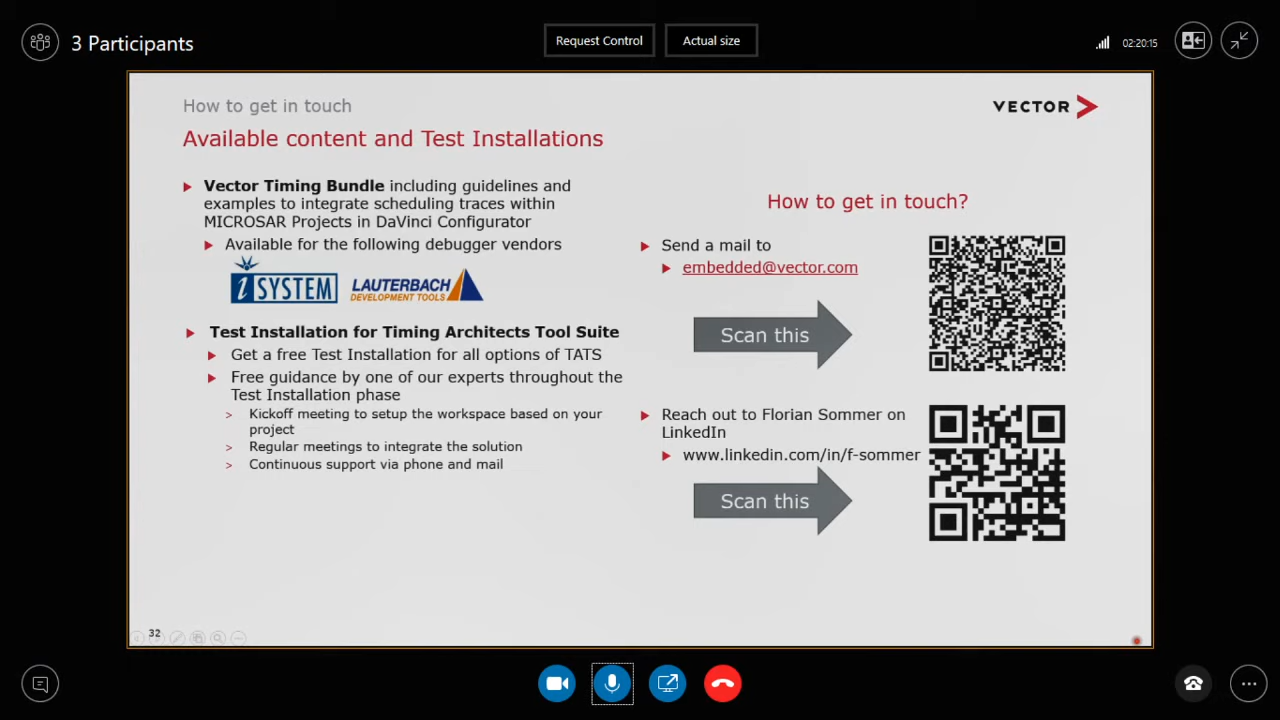 3 Participants
Request Control
Actual size
02:20:15
How to get in touch
VECTOR
Available content and Test Installations
Vector Timing Bundle including guidelines and
examples to integrate scheduling traces within
MICROSAR Projects in DaVinci Configurator
Available for the following debugger vendors
iSYSTEM
LAUTERBACH
DEVELOPMENT TOOLS
Test Installation for Timing Architects Tool Suite
Get a free Test Installation for all options of TATS
Free guidance by one of our experts throughout the
Test Installation phase
Kickoff meeting to setup the workspace based on your
project
Regular meetings to integrate the solution
Continuous support via phone and mail
How to get in touch?
Send a mail to
embedded@vector.com
Scan this
Reach out to Florian Sommer on
LinkedIn
www.linkedin.com/in/f-sommer
Scan this
32